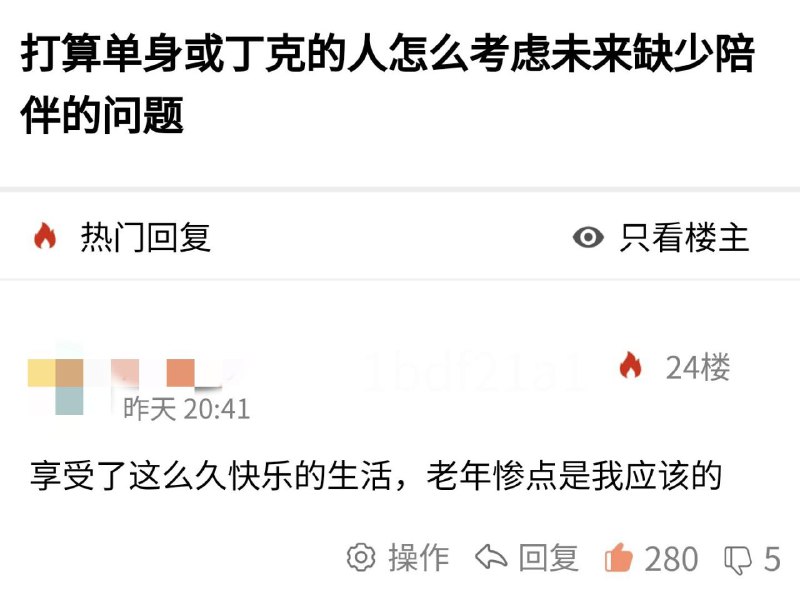 打算单身或丁克的人怎么考虑未来缺少陪
伴的问题
热门回复
只看楼主
1bdf21a1
24楼
昨天 20:41
享受了这么久快乐的生活，老年惨点是我应该的
操作
回复
280
5